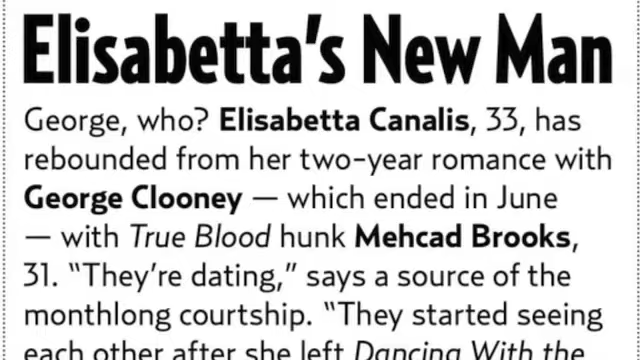 Elisabetta's New Man
George, who? Elisabetta Canalis, 33, has
rebounded from her two-year romance with
George Clooney — which ended in June
— with True Blood hunk Mehcad Brooks,
31. “They’re dating,” says a source of the
monthlong courtship. “They started seeing
each other after she left Dancing With the